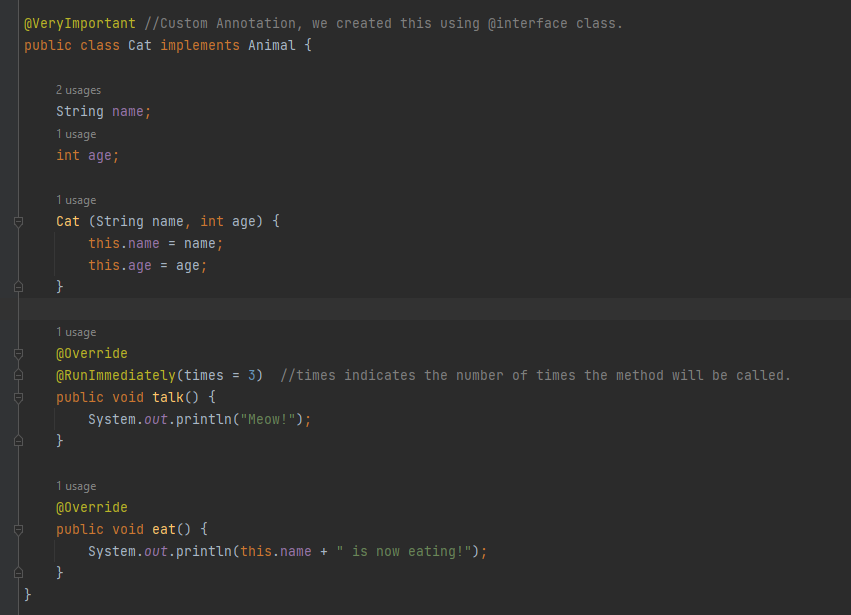 @VeryImportant //Custom Annotation, we created this using @interface class.
public class Cat implements Animal {
2 usages
String name;
1 usage
int age;
1 usage
Cat (String name, int age) {
this.name = name;
this.age = age;
}
1 usage
@Override
@RunImmediately(times = 3)  //times indicates the number of times the method will be called.
public void talk() {
System.out.println("Meow!");
}
1 usage
@Override
public void eat() {
System.out.println(this.name + " is now eating!");
}
}